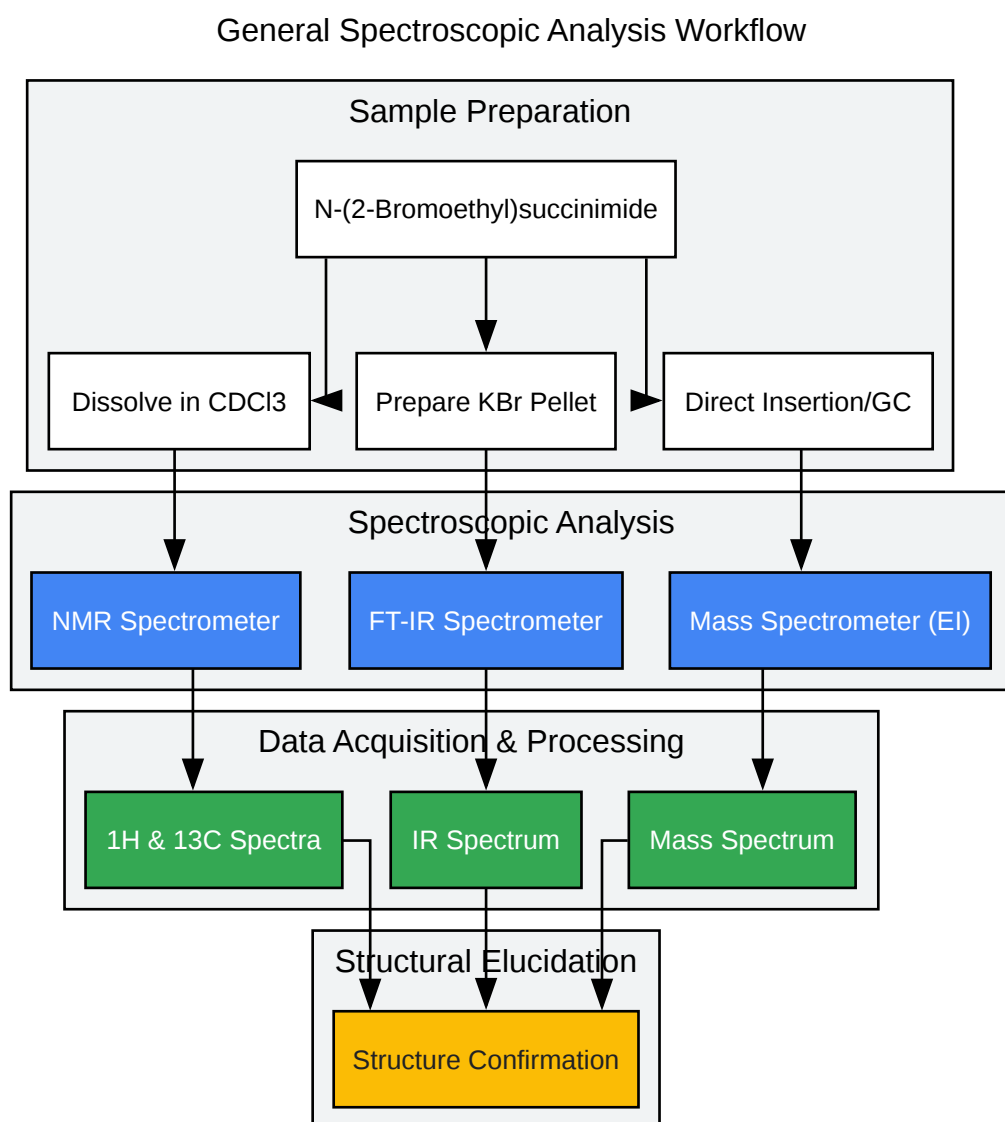 General Spectroscopic Analysis Workflow
Sample Preparation
N-(2-Bromoethyl)succinimide
Dissolve in CDCl3
Prepare KBr Pellet
Direct Insertion/GC
Spectroscopic Analysis
NMR Spectrometer
FT-IR Spectrometer
Mass Spectrometer (EI)
Data Acquisition & Processing
1H & 13C Spectra
IR Spectrum
Mass Spectrum
Structural Elucidation
Structure Confirmation